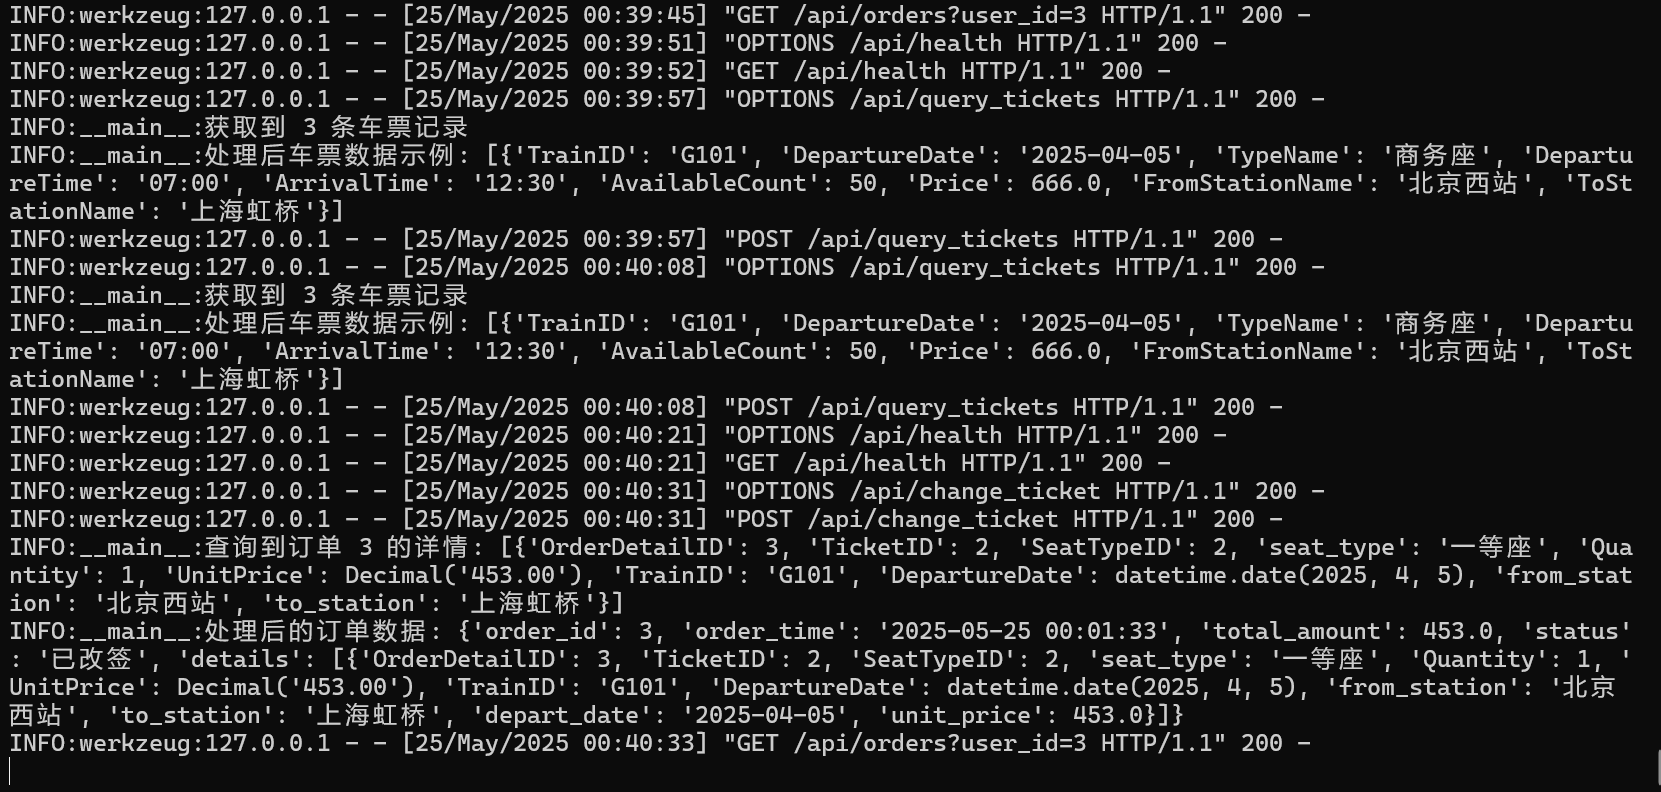 INFO:werkzeug:127.0.0.1 - - [25/May/2025 00:39:45] "GET /api/orders?user_id=3 HTTP/1.1" 200 -
INFO:werkzeug:127.0.0.1 - - [25/May/2025 00:39:51] "OPTIONS /api/health HTTP/1.1" 200 -
INFO:werkzeug:127.0.0.1 - - [25/May/2025 00:39:52] "GET /api/health HTTP/1.1" 200 -
INFO:werkzeug:127.0.0.1 - - [25/May/2025 00:39:57] "OPTIONS /api/query_tickets HTTP/1.1" 200 -
INFO:__main__:获取到 3 条车票记录
INFO:__main__:处理后车票数据示例: [{'TrainID': 'G101', 'DepartureDate': '2025-04-05', 'TypeName': '商务座', 'Departu
reTime': '07:00', 'ArrivalTime': '12:30', 'AvailableCount': 50, 'Price': 666.0, 'FromStationName': '北京西站', 'ToSt
ationName': '上海虹桥'}]
INFO:werkzeug:127.0.0.1 - - [25/May/2025 00:39:57] "POST /api/query_tickets HTTP/1.1" 200 -
INFO:werkzeug:127.0.0.1 - - [25/May/2025 00:40:08] "OPTIONS /api/query_tickets HTTP/1.1" 200 -
INFO:__main__:获取到 3 条车票记录
INFO:__main__:处理后车票数据示例: [{'TrainID': 'G101', 'DepartureDate': '2025-04-05', 'TypeName': '商务座', 'Departu
reTime': '07:00', 'ArrivalTime': '12:30', 'AvailableCount': 50, 'Price': 666.0, 'FromStationName': '北京西站', 'ToSt
ationName': '上海虹桥'}]
INFO:werkzeug:127.0.0.1 - - [25/May/2025 00:40:08] "POST /api/query_tickets HTTP/1.1" 200 -
INFO:werkzeug:127.0.0.1 - - [25/May/2025 00:40:21] "OPTIONS /api/health HTTP/1.1" 200 -
INFO:werkzeug:127.0.0.1 - - [25/May/2025 00:40:21] "GET /api/health HTTP/1.1" 200 -
INFO:werkzeug:127.0.0.1 - - [25/May/2025 00:40:31] "OPTIONS /api/change_ticket HTTP/1.1" 200 -
INFO:werkzeug:127.0.0.1 - - [25/May/2025 00:40:31] "POST /api/change_ticket HTTP/1.1" 200 -
INFO:__main__:查询到订单 3 的详情: [{'OrderDetailID': 3, 'TicketID': 2, 'SeatTypeID': 2, 'seat_type': '一等座', 'Qua
ntity': 1, 'UnitPrice': Decimal('453.00'), 'TrainID': 'G101', 'DepartureDate': datetime.date(2025, 4, 5), 'from_stat
ion': '北京西站', 'to_station': '上海虹桥'}]
INFO:__main__:处理后的订单数据: {'order_id': 3, 'order_time': '2025-05-25 00:01:33', 'total_amount': 453.0, 'status'
: '已改签', 'details': [{'OrderDetailID': 3, 'TicketID': 2, 'SeatTypeID': 2, 'seat_type': '一等座', 'Quantity': 1, '
UnitPrice': Decimal('453.00'), 'TrainID': 'G101', 'DepartureDate': datetime.date(2025, 4, 5), 'from_station': '北京
西站', 'to_station': '上海虹桥', 'depart_date': '2025-04-05', 'unit_price': 453.0}]}
INFO:werkzeug:127.0.0.1 - - [25/May/2025 00:40:33] "GET /api/orders?user_id=3 HTTP/1.1" 200 -